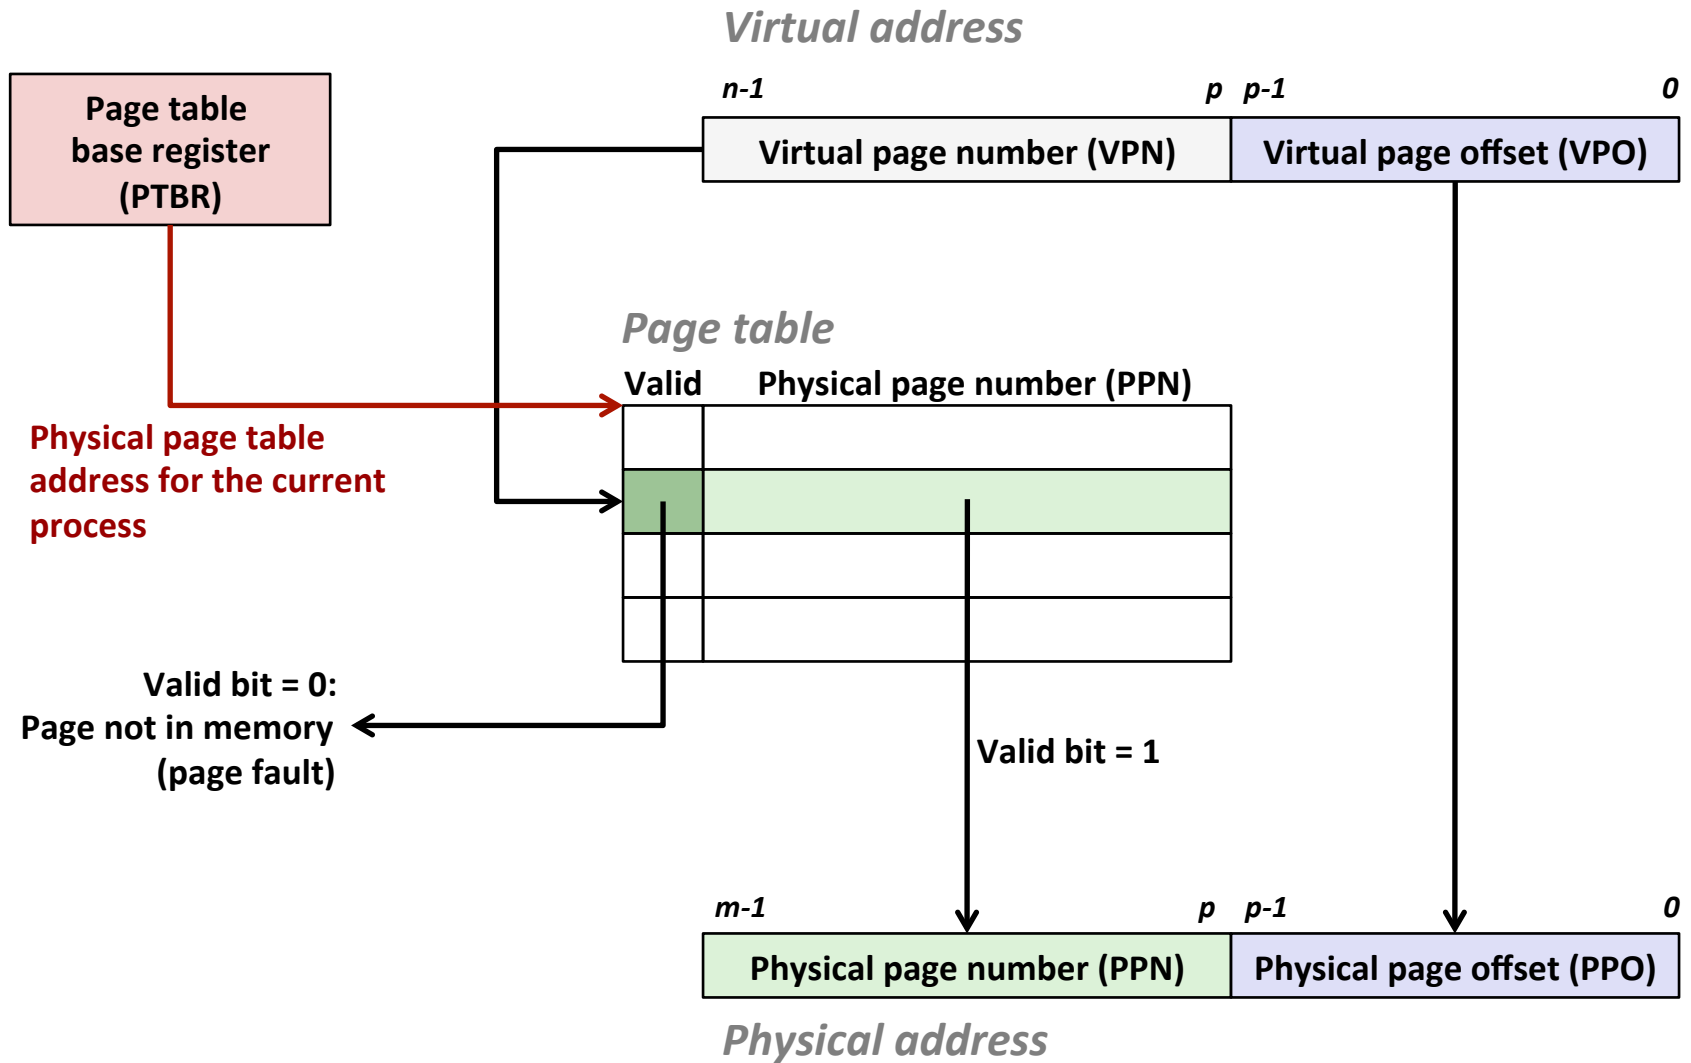 Virtual address
Page table
base register
(PTBR)
n-1 p p-1 0
Virtual page number (VPN) Virtual page offset (VPO)
Page table
Valid Physical page number (PPN)
Physical page table
address for the current
process
Valid bit = 0:
Page not in memory
(page fault)
Valid bit = 1
m-1 p p-1 0
Physical page number (PPN) Physical page offset (PPO)
Physical address